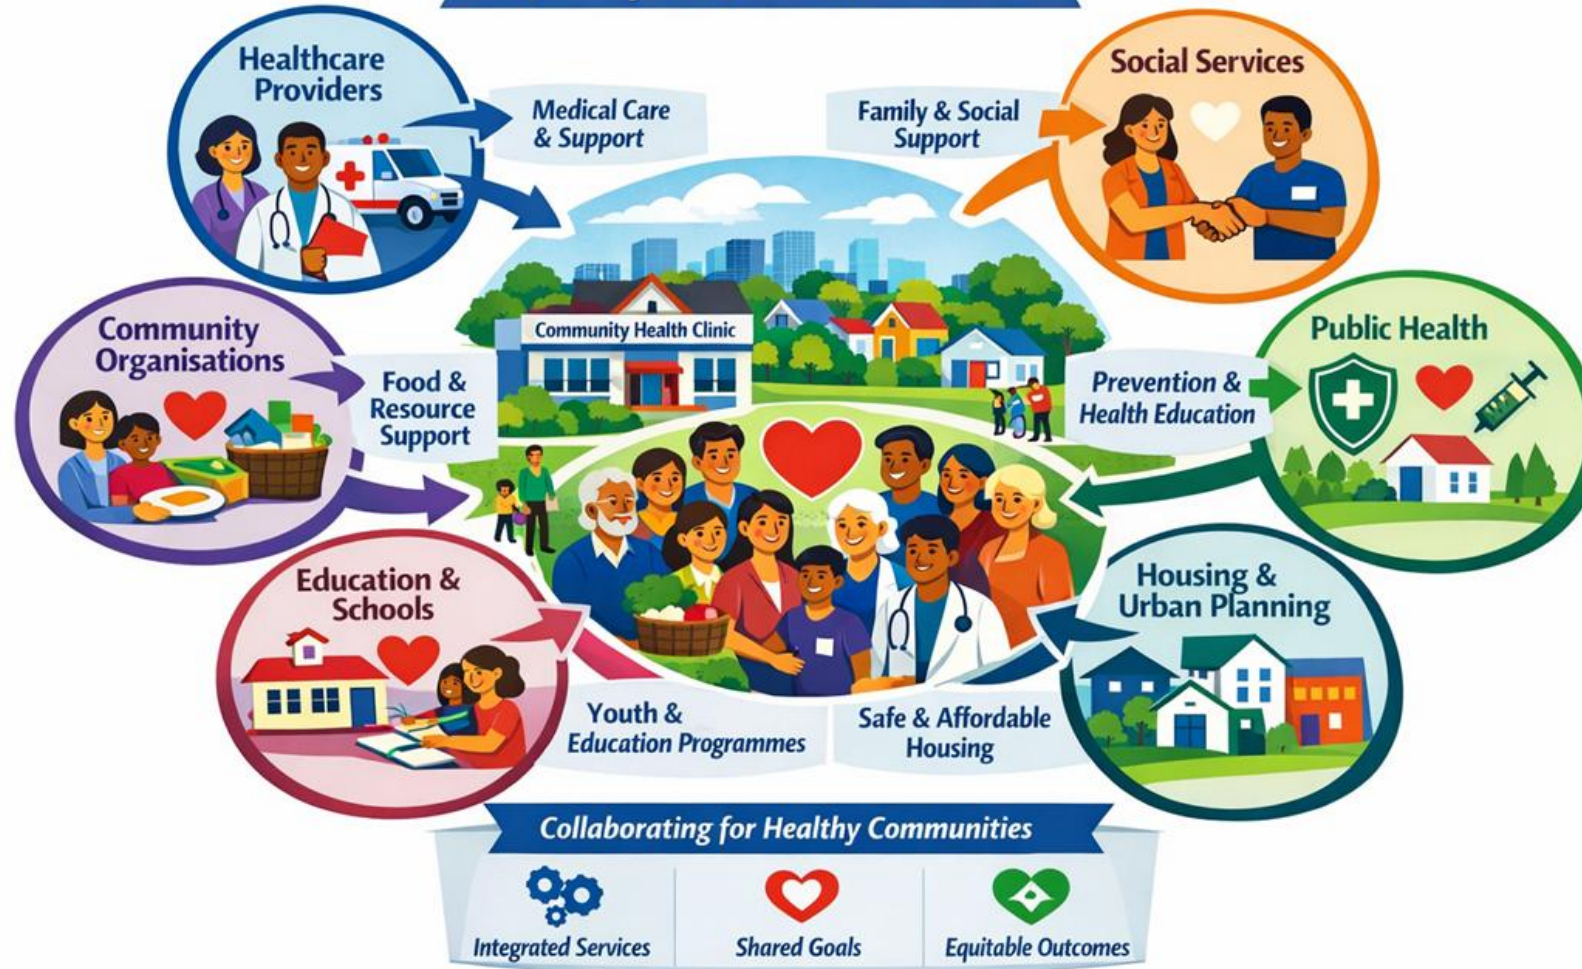 Healthcare
Providers
Medical Care
& Support
Family & Social
Support
Social Services
Community Health Clinic
Community
Organisations
Food &
Resource
Support
Prevention &
Health Education
Public Health
Education &
Schools
Housing &
Urban Planning
Youth &
Education Programmes
Safe & Affordable
Housing
Collaborating for Healthy Communities
Integrated Services
Shared Goals
Equitable Outcomes